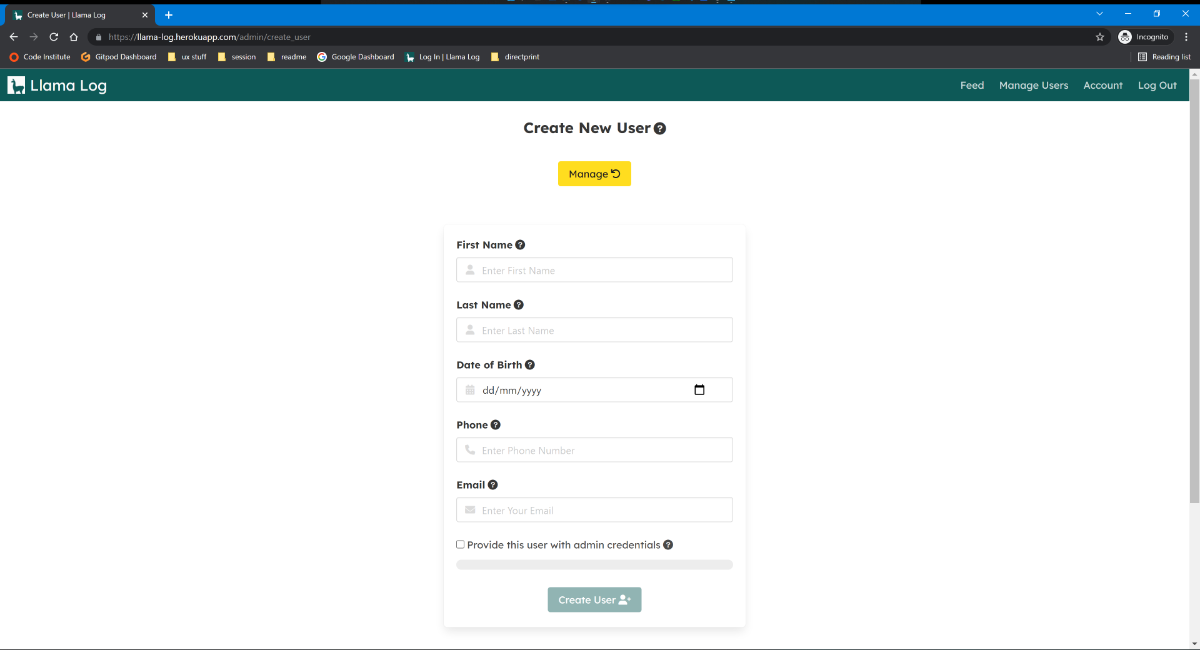 Create User | Llama Log
https://llama-log.herokuapp.com/admin/create_user
Incognito
Code Institute
Gitpod Dashboard
ux stuff
session
readme
Google Dashboard
Log In | Llama Log
directprint
Reading list
Llama Log
Feed
Manage Users
Account
Log Out
Create New User
Manage
First Name
Enter First Name
Last Name
Enter Last Name
Date of Birth
dd/mm/yyyy
Phone
Enter Phone Number
Email
Enter Your Email
Provide this user with admin credentials
Create User